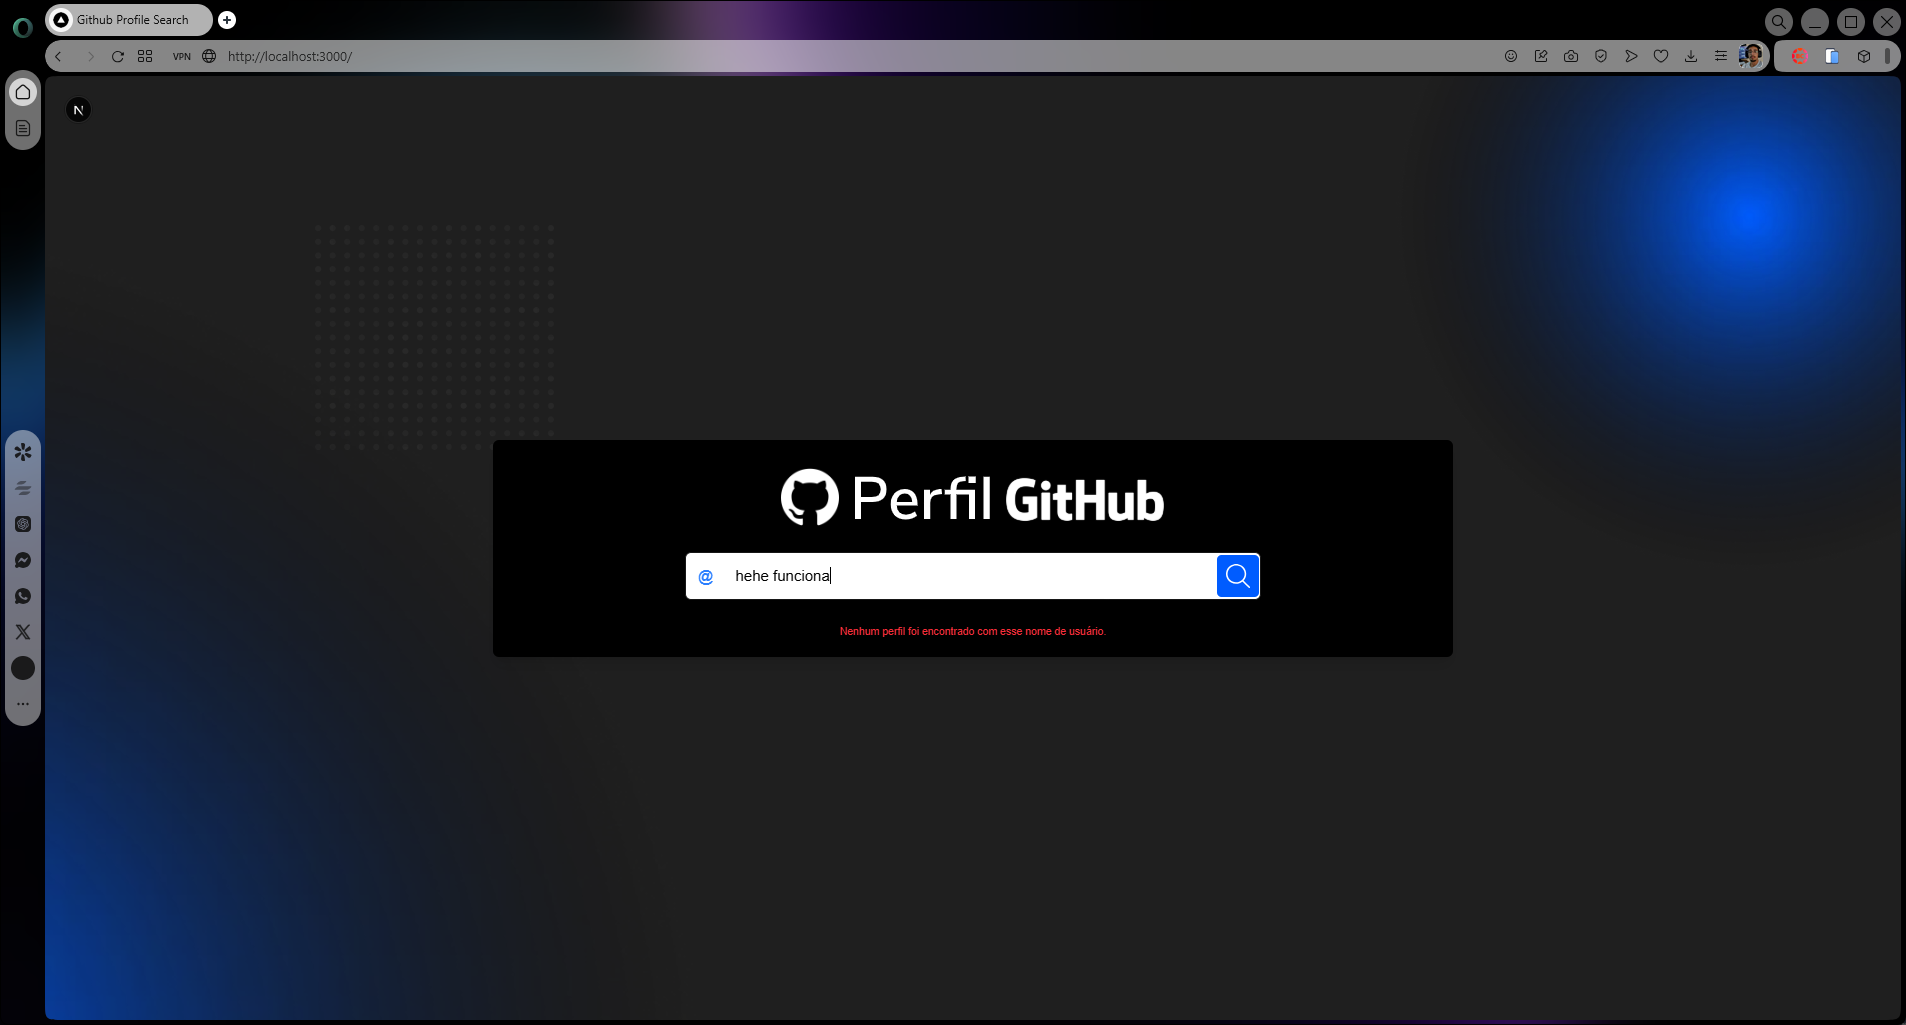 Github Profile Search
VPN
http://localhost:3000/
N
Perfil GitHub
@ hehe funciona
Nenhum perfil foi encontrado com esse nome de usuário.